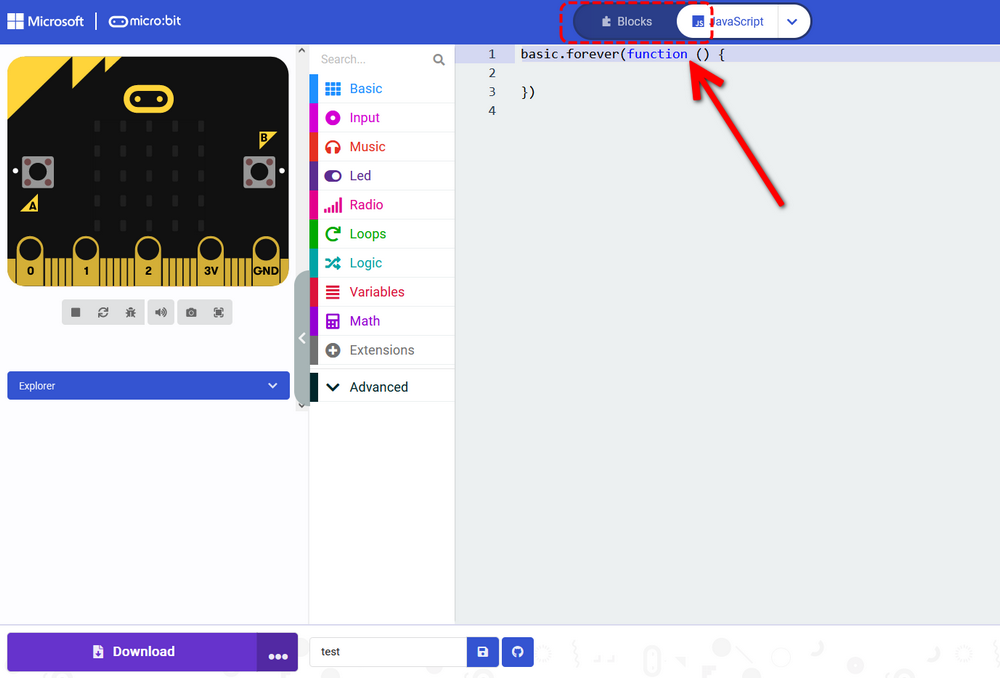 Microsoft | micro:bit
Blocks
JS JavaScript
Search...
Basic
Input
Music
Led
Radio
Loops
Logic
Variables
Math
Extensions
Advanced
1 basic.forever(function () {
2
3 })
4
B
A
0 1 2 3V GND
Explorer
Download
test